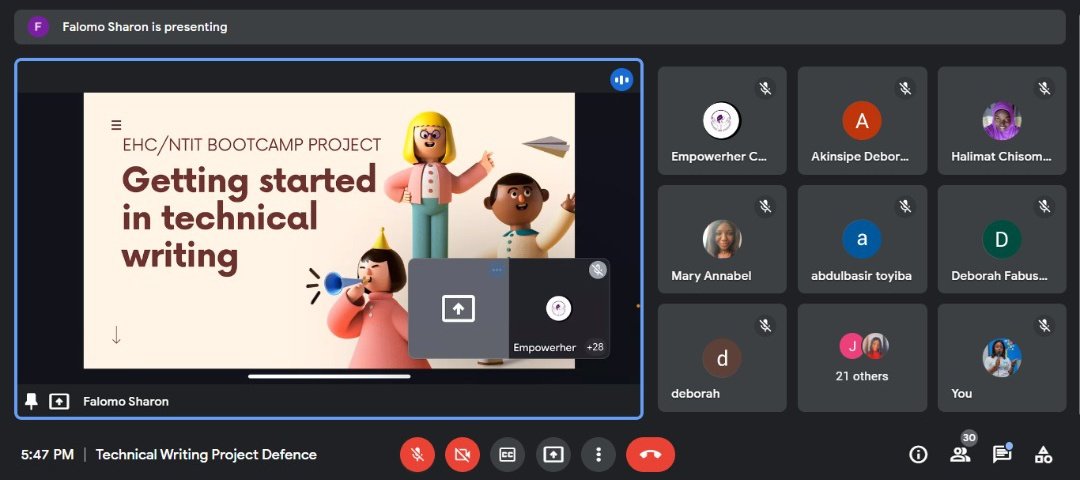 F
Falomo Sharon is presenting
EHC/NTIT BOOTCAMP PROJECT
Getting started
in technical
writing
Empowerher
+28
Falomo Sharon
Empowerher C...
A
Akinsipe Debor...
Halimat Chisom...
Mary Annabel
a
abdulbasir toyiba
D
Deborah Fabus...
d
deborah
J
21 others
You
5:47 PM | Technical Writing Project Defence
CC
30